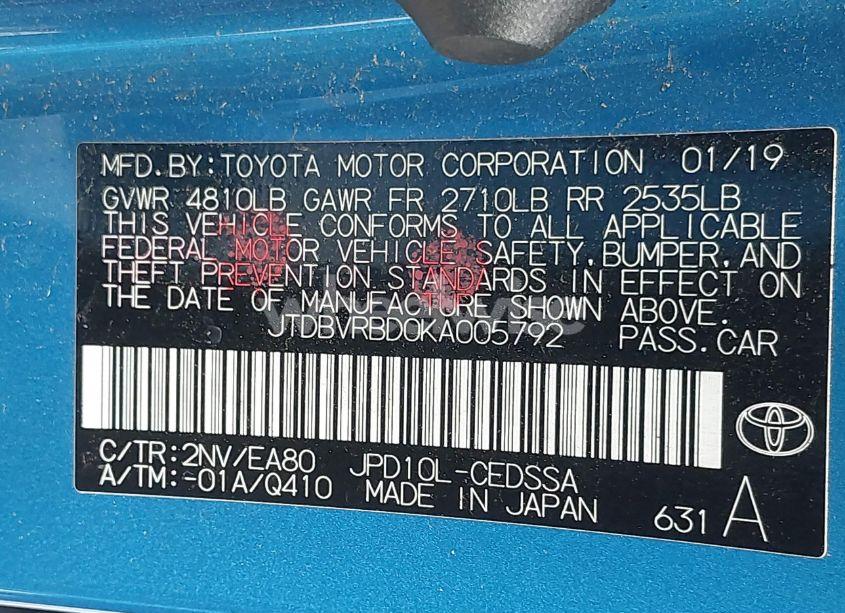 MFD.BY:TOYOTA MOTOR CORPORATION 01/19
GVWR 4810LB GAWR FR 2710LB RR 2535LB
THIS VEHICLE CONFORMS TO ALL APPLICABLE
FEDERAL MOTOR VEHICLE SAFETY,BUMPER,AND
THEFT PREVENTION STANDARDS IN EFFECT ON
THE DATE OF MANUFACTURE SHOWN ABOVE.
JTDBVRBD0KA005792 PASS.CAR
C/TR:2NV/EA80 JPD10L-CEDSSA
A/TM:-01A/Q410 MADE IN JAPAN 631 A